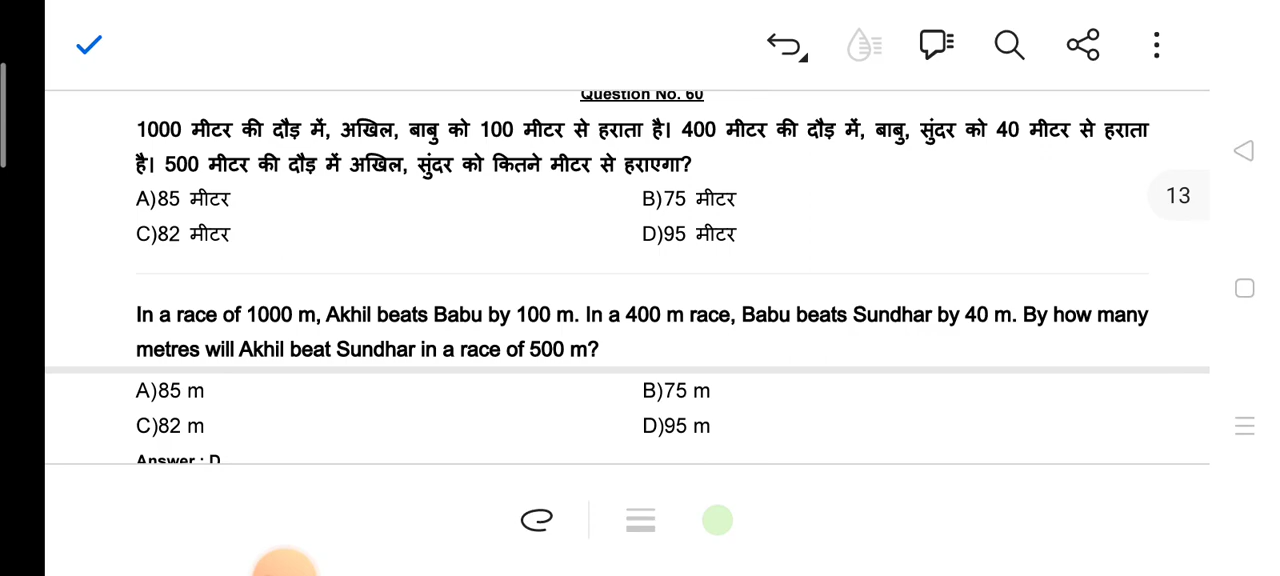 Question No. 60
1000 मीटर की दौड़ में, अखिल, बाबु को 100 मीटर से हराता है। 400 मीटर की दौड़ में, बाबु, सुंदर को 40 मीटर से हराता
है। 500 मीटर की दौड़ में अखिल, सुंदर को कितने मीटर से हराएगा?
A)85 मीटर B)75 मीटर
13
C)82 मीटर D)95 मीटर
In a race of 1000 m, Akhil beats Babu by 100 m. In a 400 m race, Babu beats Sundhar by 40 m. By how many
metres will Akhil beat Sundhar in a race of 500 m?
A)85 m B)75 m
C)82 m D)95 m
Answer : D